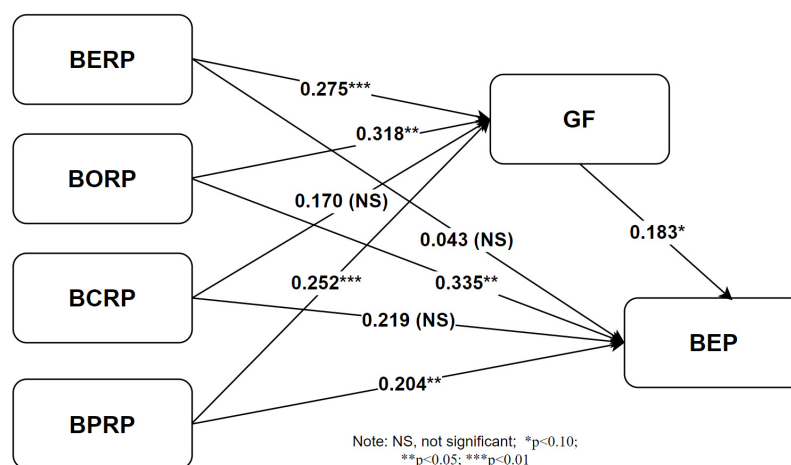 BERP
0.275***
GF
0.318**
BORP
0.170 (NS)
0.043 (NS)
0.183*
BCRP
0.252***
0.335**
0.219 (NS)
BEP
BPRP
0.204**
Note: NS, not significant; *p<0.10;
**p<0.05; ***p<0.01